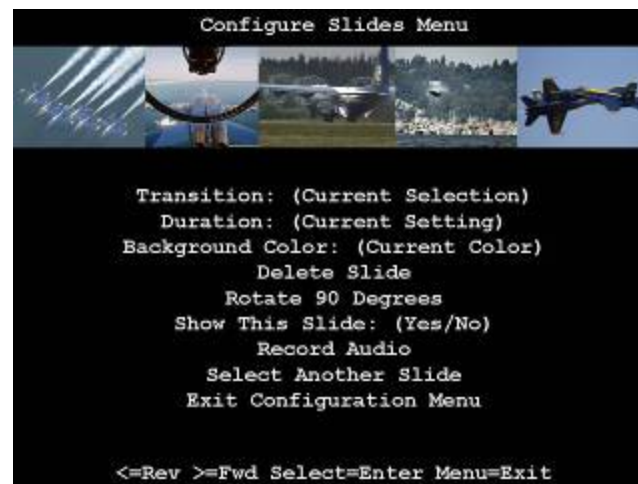 Configure Slides Menu
Transition: (Current Selection)
Duration: (Current Setting)
Background Color: (Current Color)
Delete Slide
Rotate 90 Degrees
Show This Slide: (Yes/No)
Record Audio
Select Another Slide
Exit Configuration Menu
<=Rev >=Fwd Select=Enter Menu=Exit